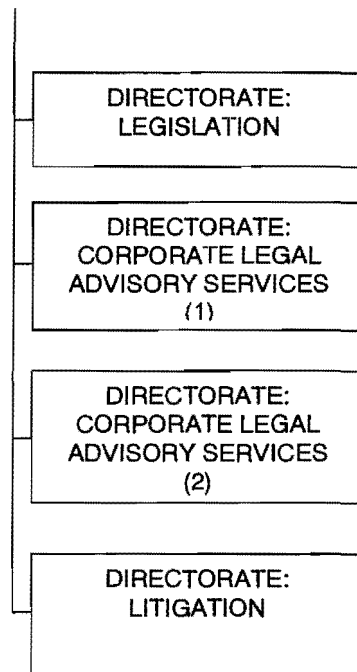 DIRECTORATE:
LEGISLATION
DIRECTORATE:
CORPORATE LEGAL
ADVISORY SERVICES
(1)
DIRECTORATE:
CORPORATE LEGAL
ADVISORY SERVICES
(2)
DIRECTORATE:
LITIGATION